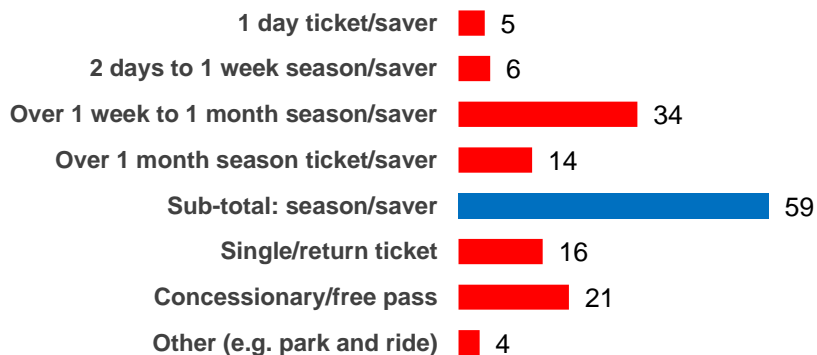 1 day ticket/saver 5
2 days to 1 week season/saver 6
Over 1 week to 1 month season/saver 34
Over 1 month season ticket/saver 14
Sub-total: season/saver 59
Single/return ticket 16
Concessionary/free pass 21
Other (e.g. park and ride) 4